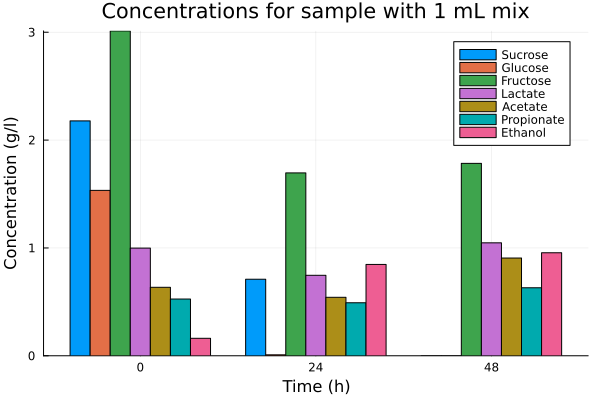 Concentrations for sample with 1 mL mix
Concentration (g/l)
3
2
1
0
Sucrose
Glucose
Fructose
Lactate
Acetate
Propionate
Ethanol
0 24 48
Time (h)